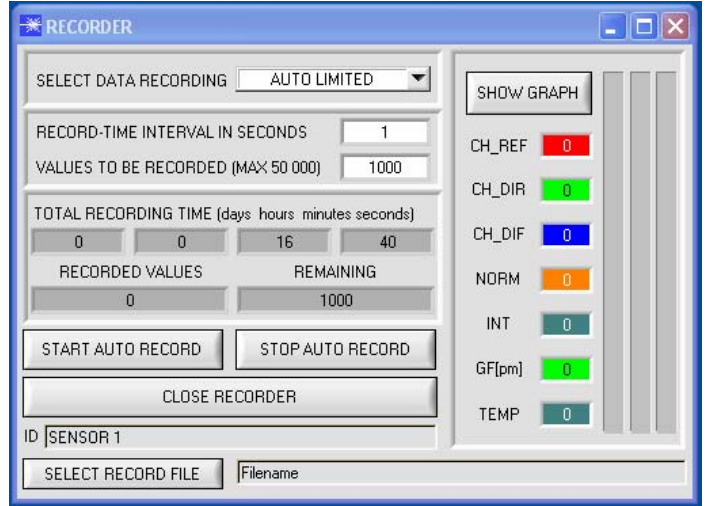 RECORDER
SELECT DATA RECORDING AUTO LIMITED
RECORD-TIME INTERVAL IN SECONDS 1
VALUES TO BE RECORDED (MAX 50 000) 1000
TOTAL RECORDING TIME (days hours minutes seconds)
0 0 16 40
RECORDED VALUES REMAINING
0 1000
START AUTO RECORD STOP AUTO RECORD
CLOSE RECORDER
ID SENSOR 1
SELECT RECORD FILE Filename
SHOW GRAPH
CH_REF 0
CH_DIR 0
CH_DIF 0
NORM 0
INT 0
GF[pm] 0
TEMP 0